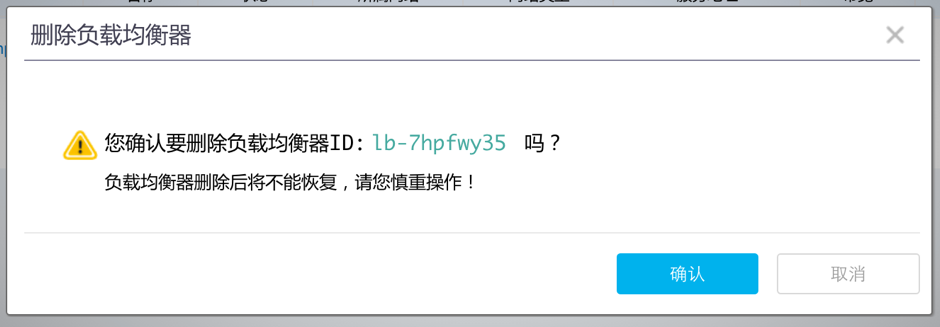 删除负载均衡器
您确认要删除负载均衡器ID: lb-7hpfwy35 吗？
负载均衡器删除后将不能恢复，请您慎重操作！
确认
取消